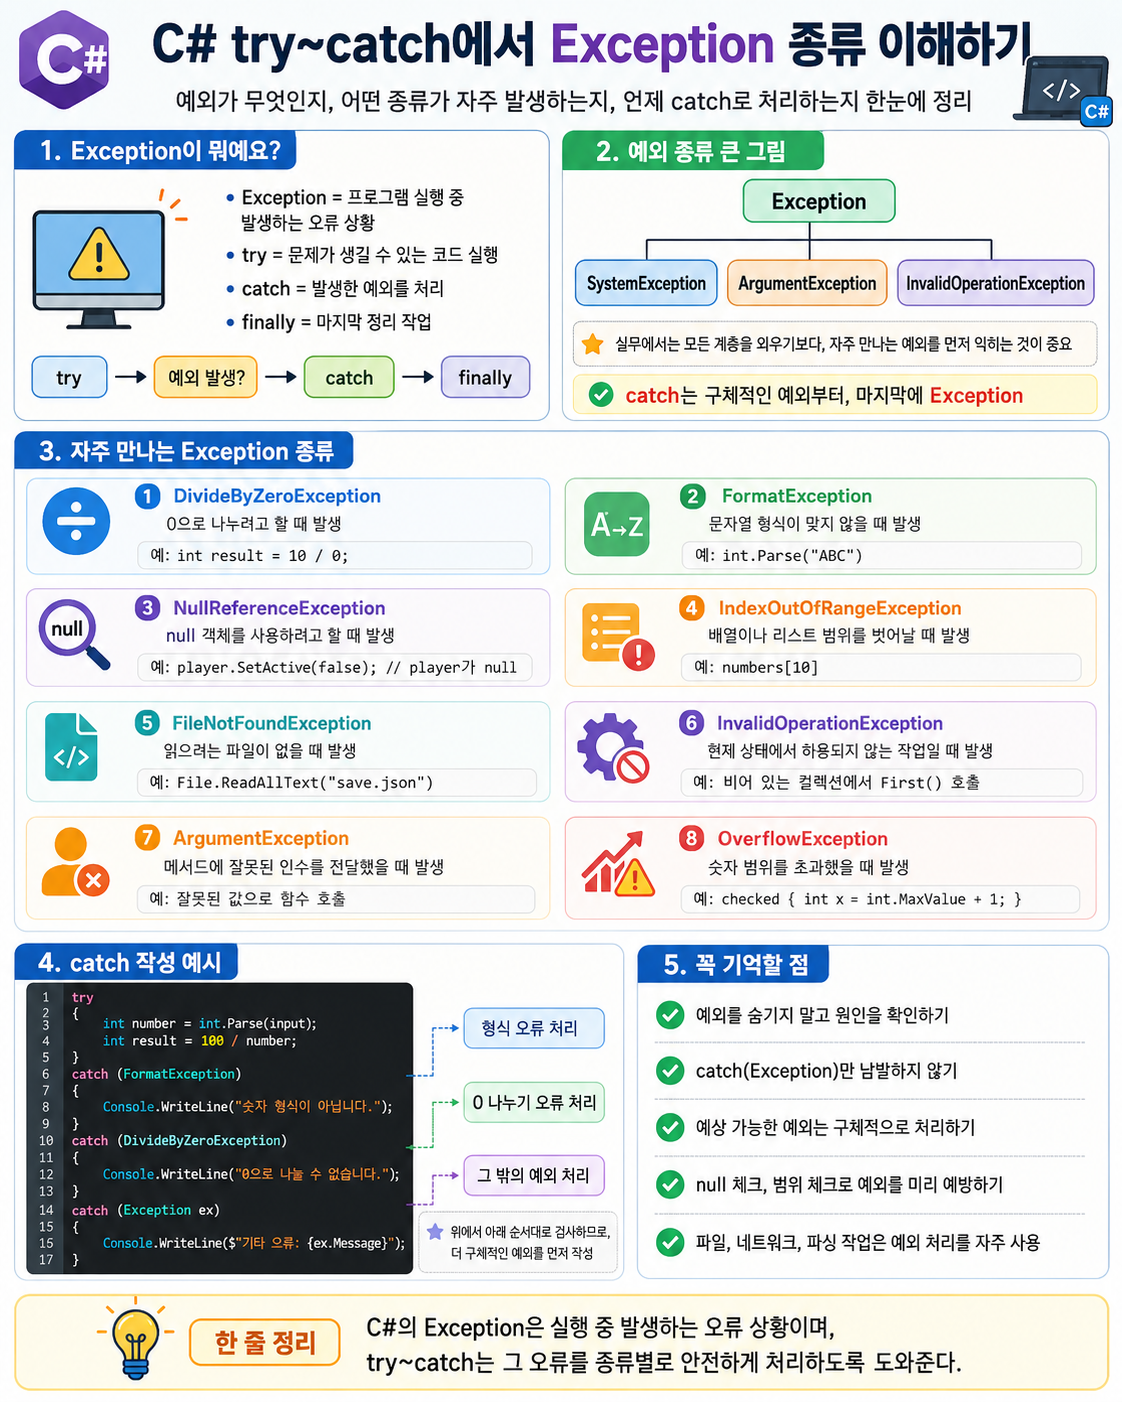 C#
C# try~catch에서 Exception 종류 이해하기
예외가 무엇인지, 어떤 종류가 자주 발생하는지, 언제 catch로 처리하는지 한눈에 정리
</>
C#
1. Exception이 뭐예요?
• Exception = 프로그램 실행 중
발생하는 오류 상황
• try = 문제가 생길 수 있는 코드 실행
• catch = 발생한 예외를 처리
• finally = 마지막 정리 작업
try
예외 발생?
catch
finally
2. 예외 종류 큰 그림
Exception
SystemException
ArgumentException
InvalidOperationException
실무에서는 모든 계층을 외우기보다, 자주 만나는 예외를 먼저 익히는 것이 중요
catch는 구체적인 예외부터, 마지막에 Exception
3. 자주 만나는 Exception 종류
1 DivideByZeroException
0으로 나누려고 할 때 발생
예: int result = 10 / 0;
A→Z
2 FormatException
문자열 형식이 맞지 않을 때 발생
예: int.Parse("ABC")
null
3 NullReferenceException
null 객체를 사용하려고 할 때 발생
예: player.SetActive(false); // player가 null
4 IndexOutOfRangeException
배열이나 리스트 범위를 벗어날 때 발생
예: numbers[10]
</>
5 FileNotFoundException
읽으려는 파일이 없을 때 발생
예: File.ReadAllText("save.json")
6 InvalidOperationException
현제 상태에서 하용되지 않는 작업일 때 발생
예: 비어 있는 컬렉션에서 First() 호출
7 ArgumentException
메서드에 잘못된 인수를 전달했을 때 발생
예: 잘못된 값으로 함수 호출
8 OverflowException
숫자 범위를 초과했을 때 발생
예: checked { int x = int.MaxValue + 1; }
4. catch 작성 예시
1 try
2 {
3 int number = int.Parse(input);
4 int result = 100 / number;
5 }
6 catch (FormatException)
7 {
8 Console.WriteLine("숫자 형식이 아닙니다.");
9 }
10 catch (DivideByZeroException)
11 {
12 Console.WriteLine("0으로 나눌 수 없습니다.");
13 }
14 catch (Exception ex)
15 {
15 Console.WriteLine($"기타 오류: {ex.Message}");
17 }
형식 오류 처리
0 나누기 오류 처리
그 밖의 예외 처리
위에서 아래 순서대로 검사하므로,
더 구체적인 예외를 먼저 작성
5. 꼭 기억할 점
예외를 숨기지 말고 원인을 확인하기
catch(Exception)만 남발하지 않기
예상 가능한 예외는 구체적으로 처리하기
null 체크, 범위 체크로 예외를 미리 예방하기
파일, 네트워크, 파싱 작업은 예외 처리를 자주 사용
한 줄 정리
C#의 Exception은 실행 중 발생하는 오류 상황이며,
try~catch는 그 오류를 종류별로 안전하게 처리하도록 도와준다.